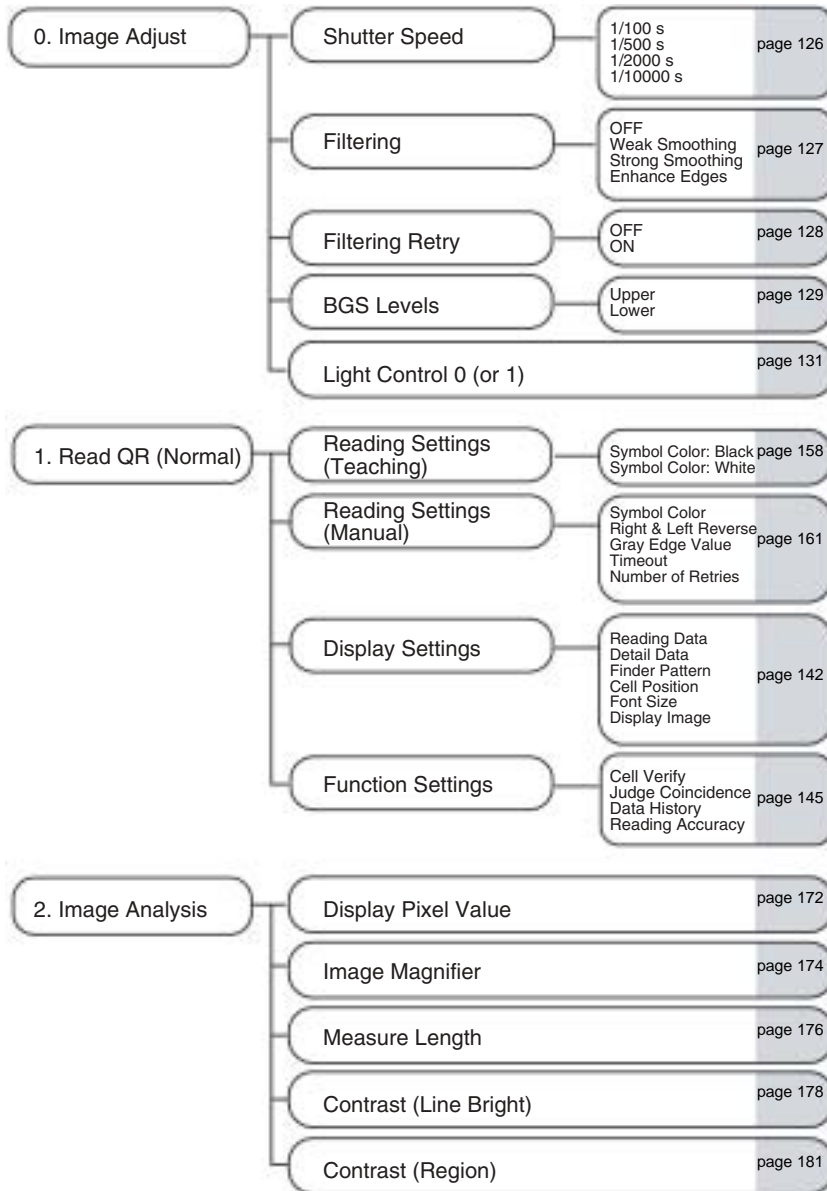 0. Image Adjust
Shutter Speed
1/100 s
1/500 s
1/2000 s
1/10000 s
page 126
Filtering
OFF
Weak Smoothing
Strong Smoothing
Enhance Edges
page 127
Filtering Retry
OFF
ON
page 128
BGS Levels
Upper
Lower
page 129
Light Control 0 (or 1)
page 131
1. Read QR (Normal)
Reading Settings
(Teaching)
Symbol Color: Black
Symbol Color: White
page 158
Reading Settings
(Manual)
Symbol Color
Right & Left Reverse
Gray Edge Value
Timeout
Number of Retries
page 161
Display Settings
Reading Data
Detail Data
Finder Pattern
Cell Position
Font Size
Display Image
page 142
Function Settings
Cell Verify
Judge Coincidence
Data History
Reading Accuracy
page 145
2. Image Analysis
Display Pixel Value
page 172
Image Magnifier
page 174
Measure Length
page 176
Contrast (Line Bright)
page 178
Contrast (Region)
page 181